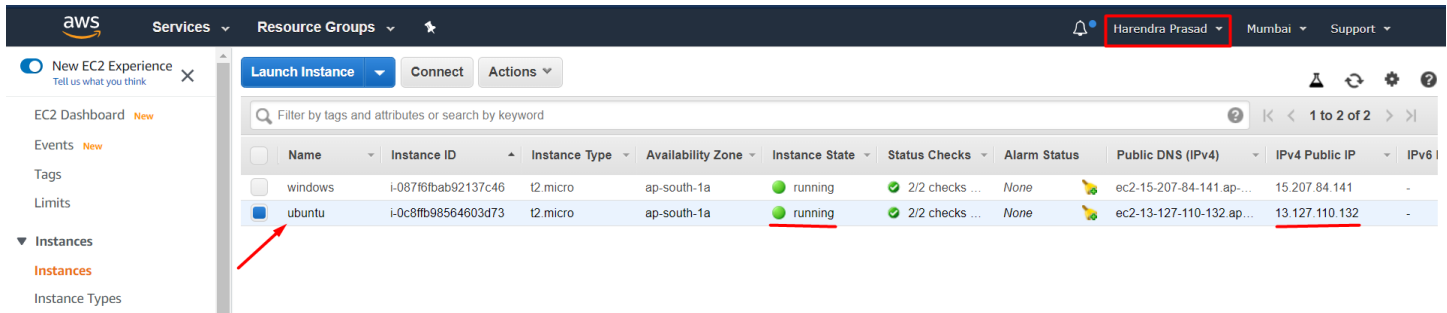 aws Services Resource Groups Harendra Prasad Mumbai Support
New EC2 Experience
Tell us what you think
Launch Instance Connect Actions
EC2 Dashboard New
Filter by tags and attributes or search by keyword 1 to 2 of 2
Events New
Name Instance ID Instance Type Availability Zone Instance State Status Checks Alarm Status Public DNS (IPv4) IPv4 Public IP IPv6
Tags
windows i-087f6fbab92137c46 t2.micro ap-south-1a running 2/2 checks ... None ec2-15-207-84-141.ap-... 15.207.84.141 -
Limits
ubuntu i-0c8ffb98564603d73 t2.micro ap-south-1a running 2/2 checks ... None ec2-13-127-110-132.ap... 13.127.110.132 -
Instances
Instances
Instance Types